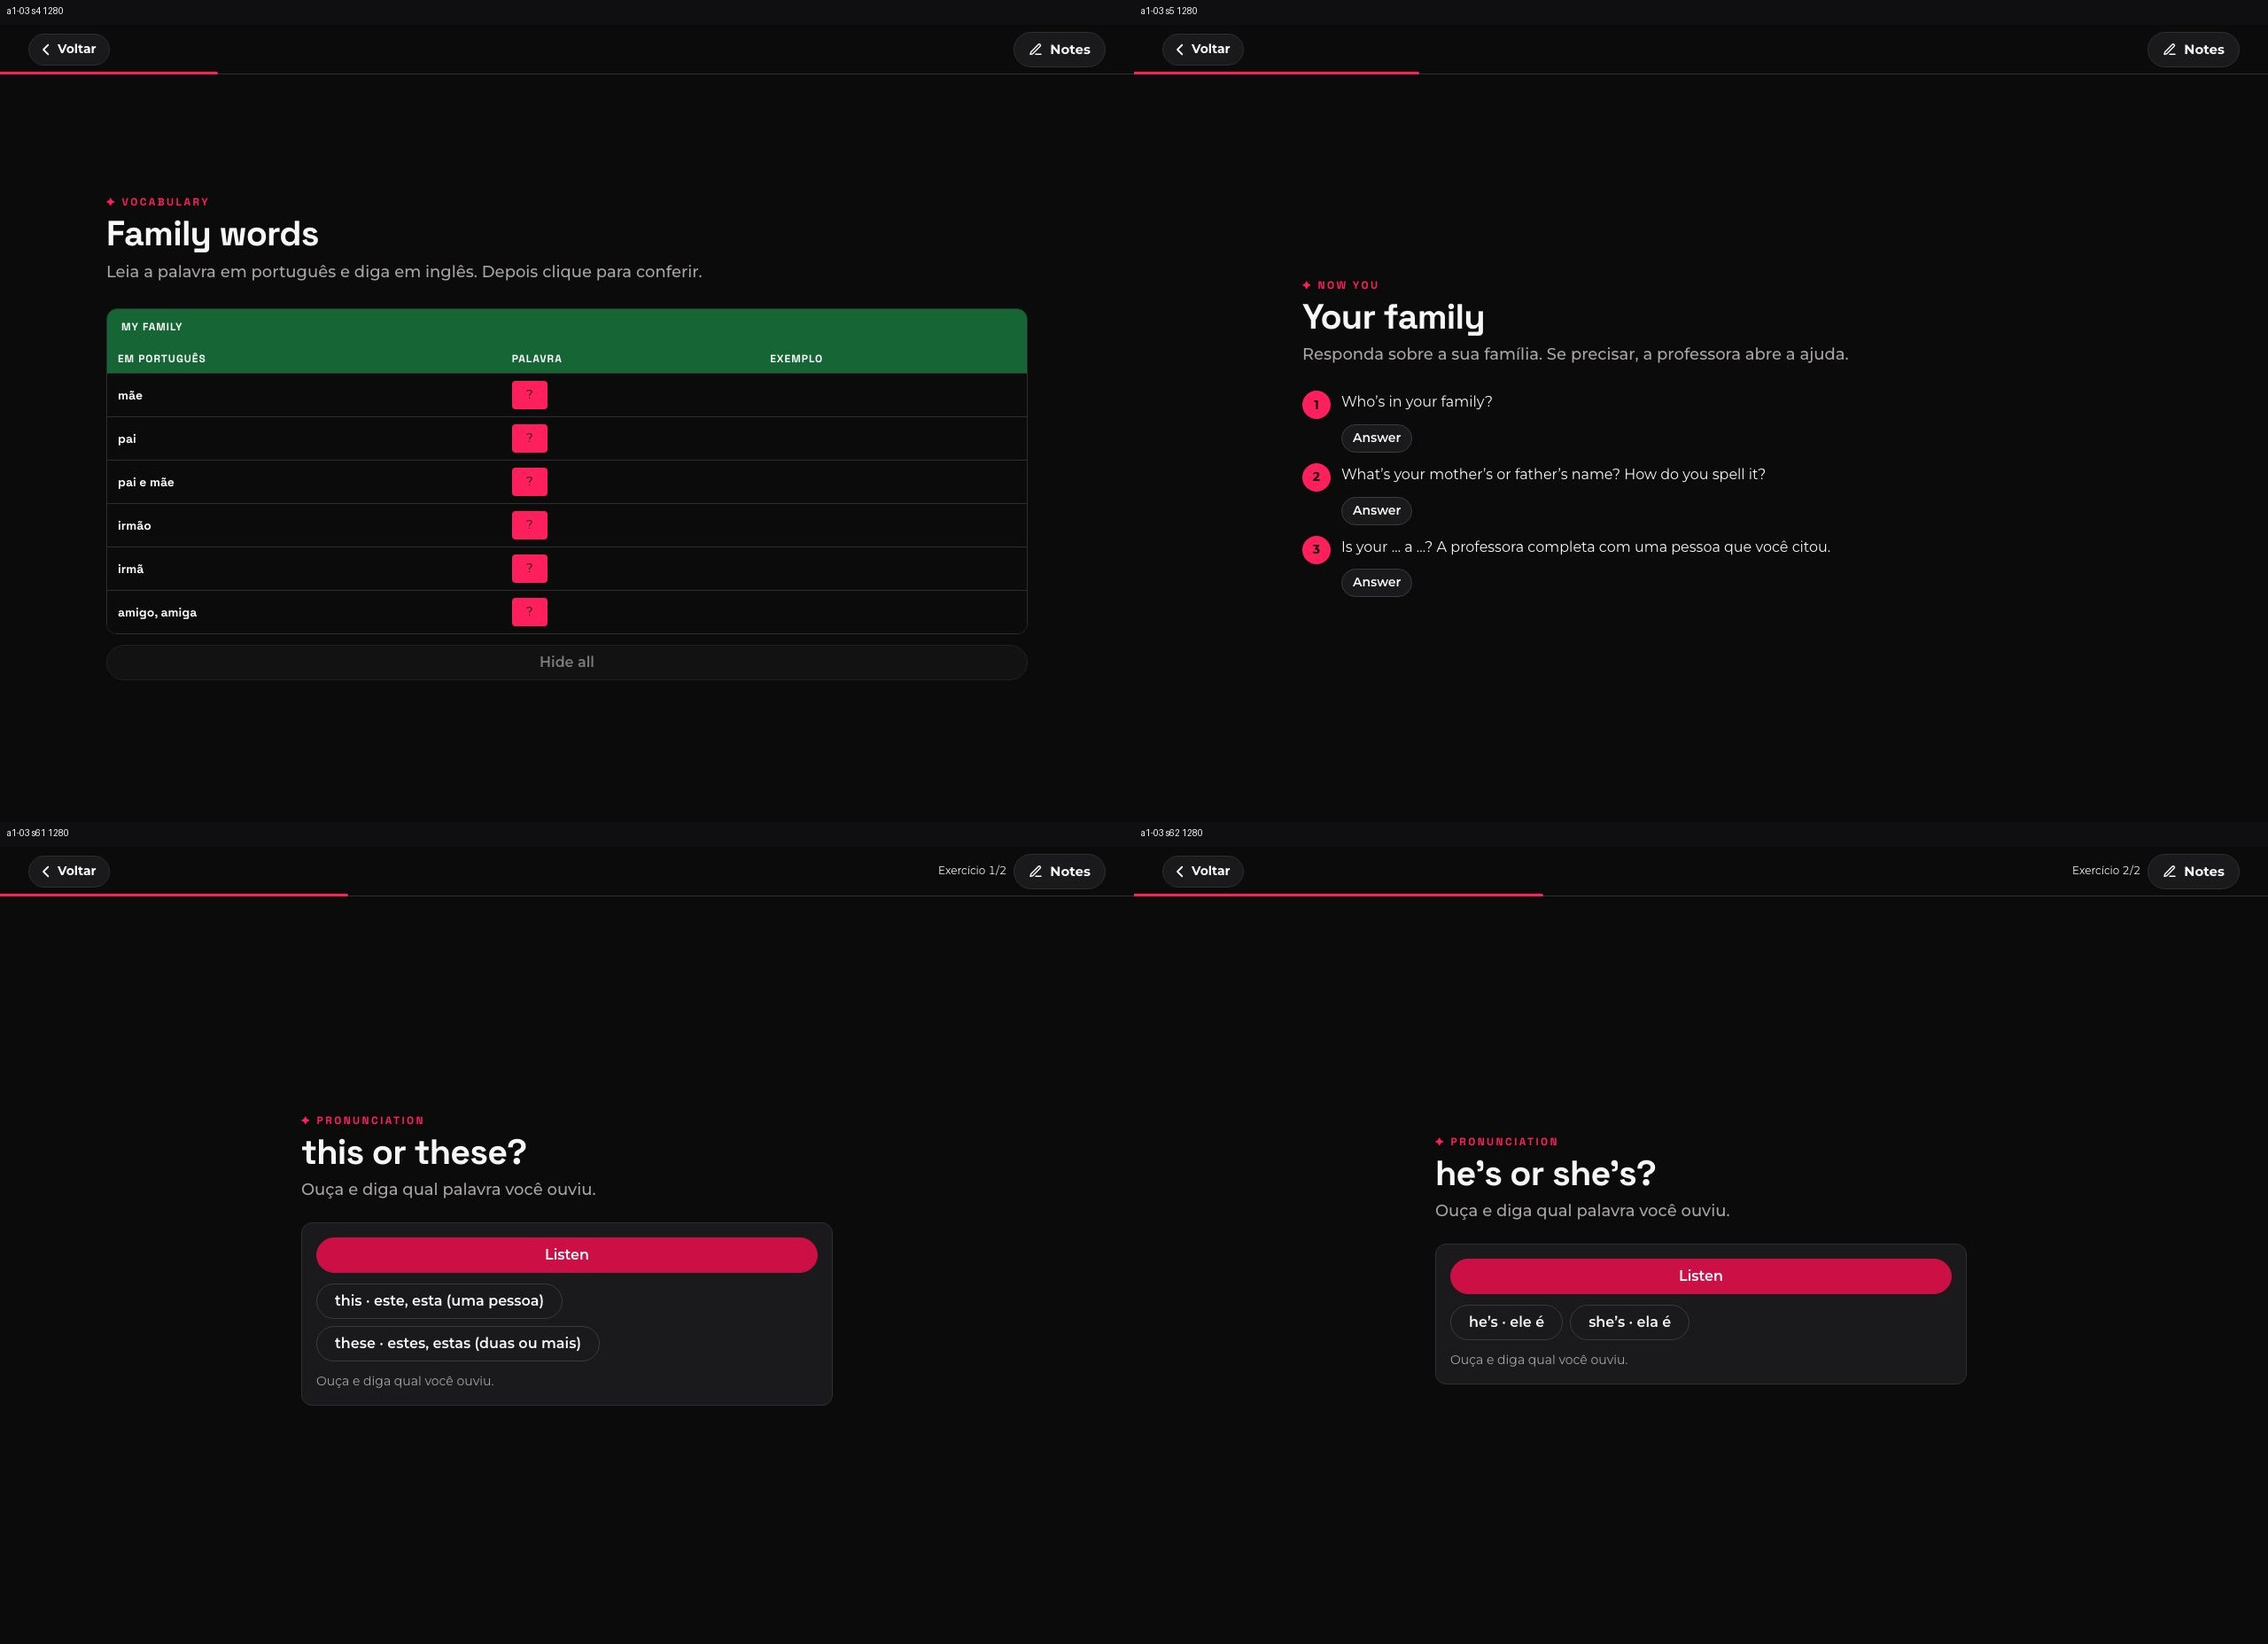 a1-03 s4 1280
Voltar
Notes
VOCABULARY
Family words
Leia a palavra em português e diga em inglês. Depois clique para conferir.
MY FAMILY
EM PORTUGUÊS PALAVRA EXEMPLO
mãe ?
pai ?
pai e mãe ?
irmão ?
irmã ?
amigo, amiga ?
Hide all
a1-03 s5 1280
Voltar
Notes
NOW YOU
Your family
Responda sobre a sua família. Se precisar, a professora abre a ajuda.
1 Who’s in your family?
Answer
2 What’s your mother’s or father’s name? How do you spell it?
Answer
3 Is your … a …? A professora completa com uma pessoa que você citou.
Answer
a1-03 s61 1280
Voltar
Exercício 1/2
Notes
PRONUNCIATION
this or these?
Ouça e diga qual palavra você ouviu.
Listen
this · este, esta (uma pessoa)
these · estes, estas (duas ou mais)
Ouça e diga qual você ouviu.
a1-03 s62 1280
Voltar
Exercício 2/2
Notes
PRONUNCIATION
he’s or she’s?
Ouça e diga qual palavra você ouviu.
Listen
he’s · ele é she’s · ela é
Ouça e diga qual você ouviu.